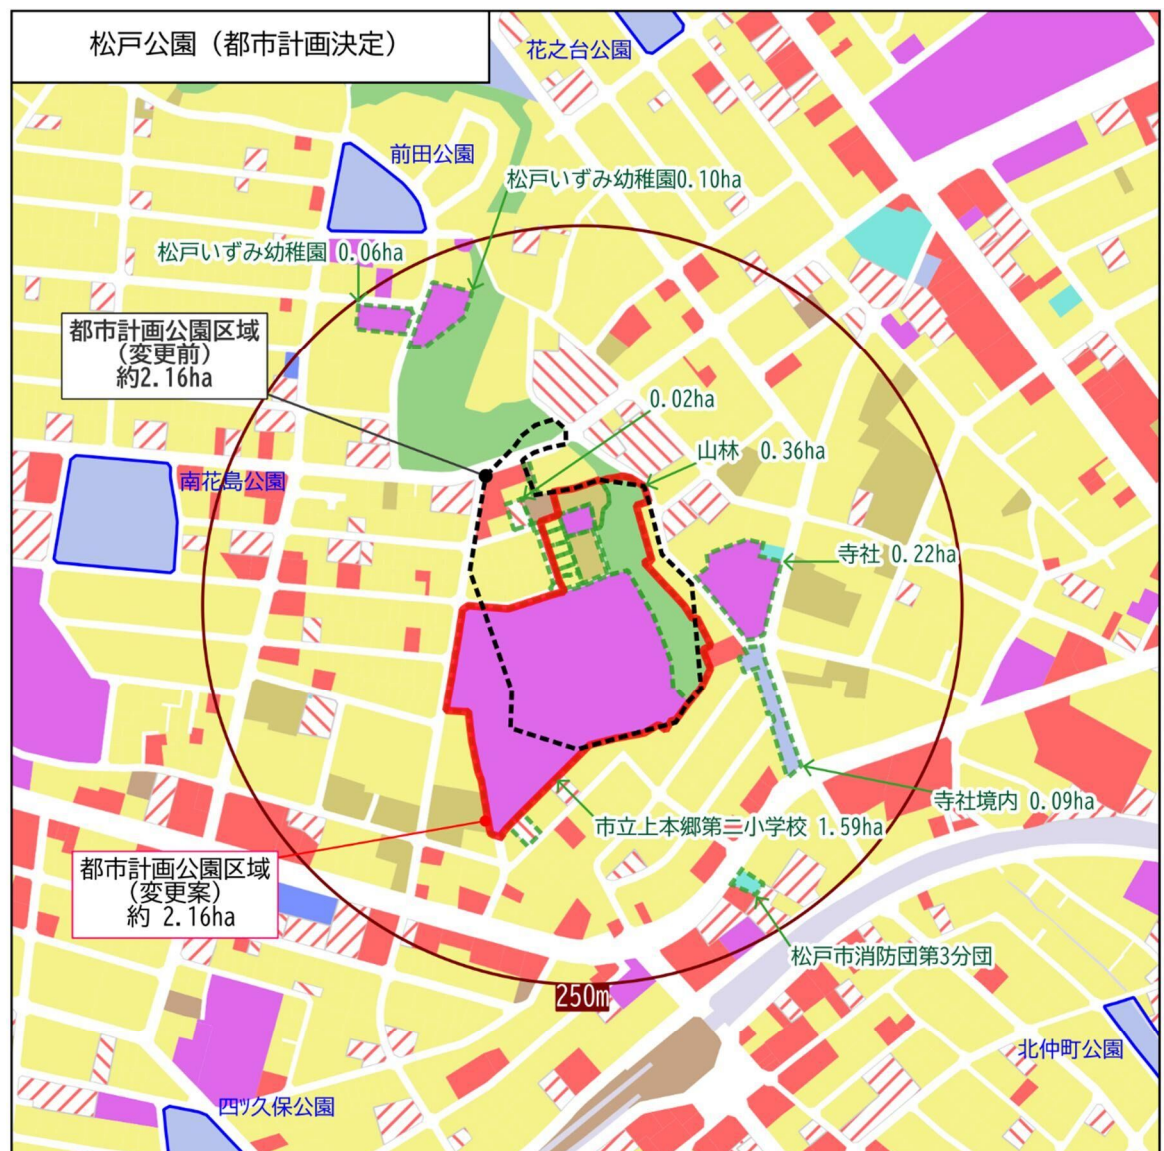 松戸公園（都市計画決定）
花之台公園
前田公園
松戸いずみ幼稚園0.10ha
松戸いずみ幼稚園 0.06ha
都市計画公園区域
（変更前）
約2.16ha
0.02ha
山林 0.36ha
南花島公園
寺社 0.22ha
寺社境内 0.09ha
市立上本郷第二小学校 1.59ha
都市計画公園区域
（変更案）
約 2.16ha
松戸市消防団第3分団
250m
北仲町公園
四ツ久保公園